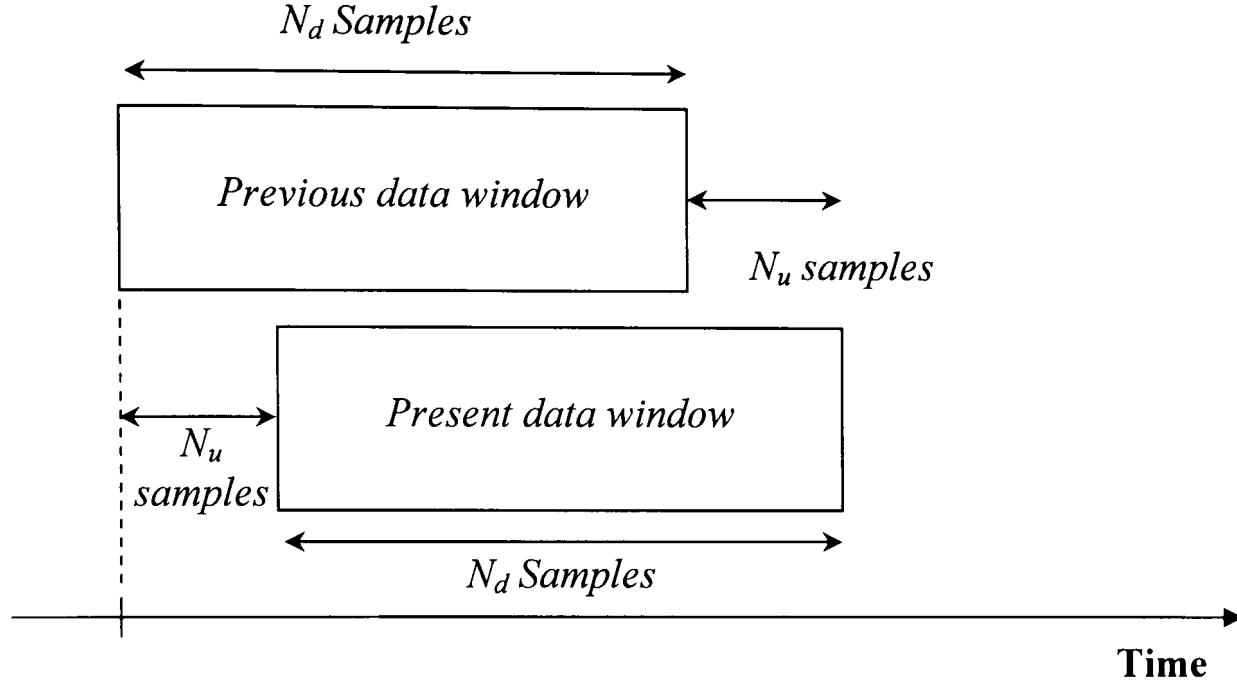 N_d Samples
Previous data window
N_u samples
Present data window
N_u
samples
N_d Samples
Time